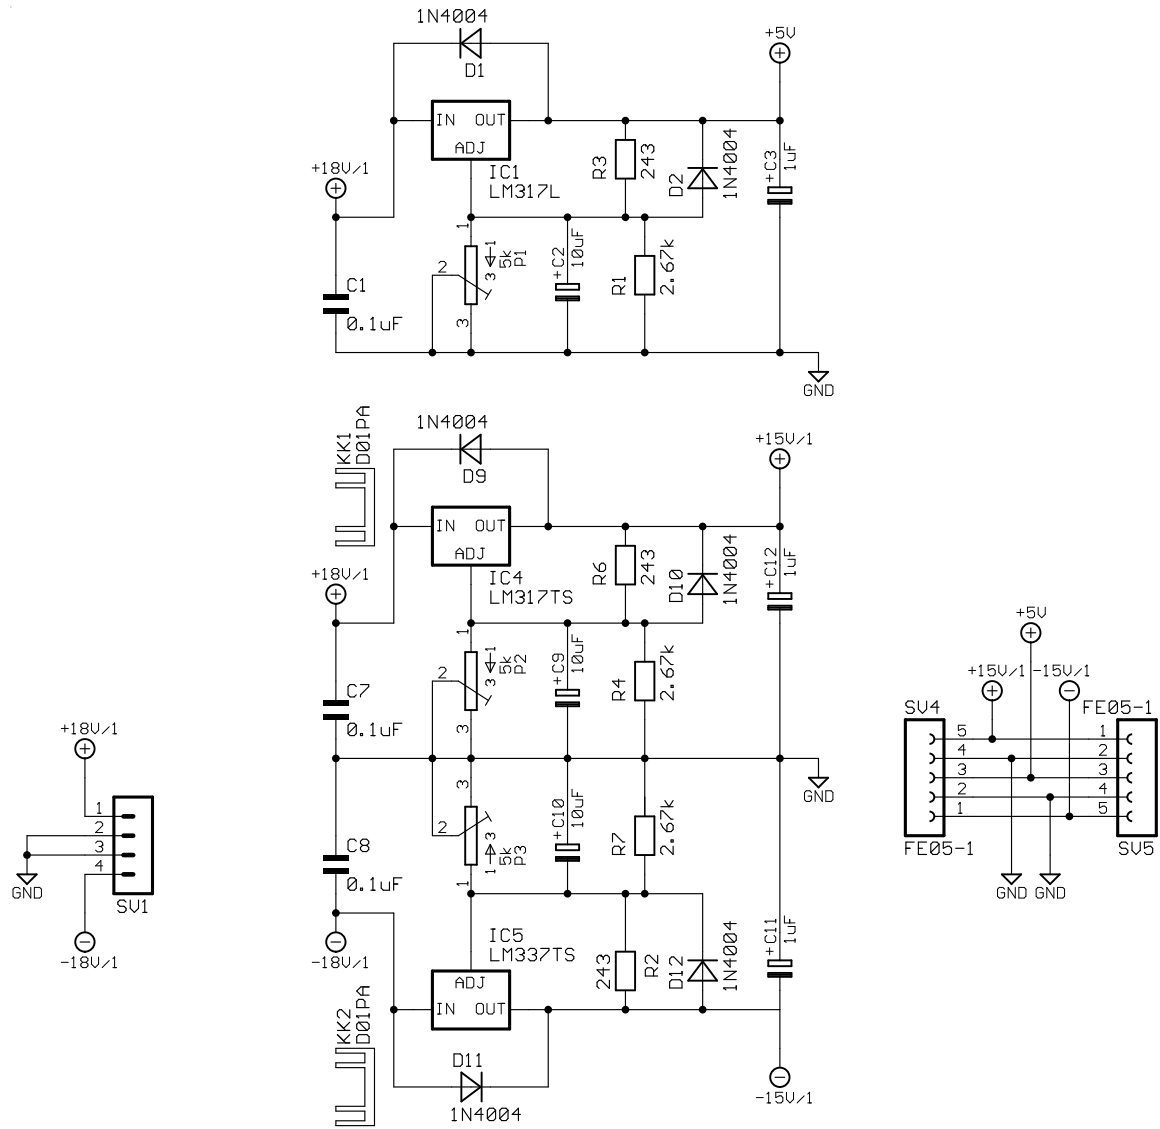 1N4004
D1
+5V
IN OUT
ADJ
IC1
LM317L
R3
243
D2
1N4004
+C3
1uF
+18V/1
1
2
3
3 1
5k
P1
+C2
10uF
R1
2.67k
C1
0.1uF
GND
KK1
D01PA
1N4004
D9
+15V/1
IN OUT
ADJ
IC4
LM317TS
R6
243
D10
1N4004
+C12
1uF
+18V/1
1
2
3
3 1
5k
P2
+C9
10uF
R4
2.67k
C7
0.1uF
GND
3
2
1
1 3
5k
P3
+C10
10uF
R7
2.67k
C8
0.1uF
-18V/1
IC5
LM337TS
ADJ
IN OUT
243
R2
D12
1N4004
+C11
1uF
KK2
D01PA
D11
1N4004
-15V/1
+18V/1
1
2
3
4
GND
SV1
-18V/1
+5V
+15V/1
-15V/1
SV4
FE05-1
5 1
4 2
3 3
2 4
1 5
FE05-1
SV5
GND GND